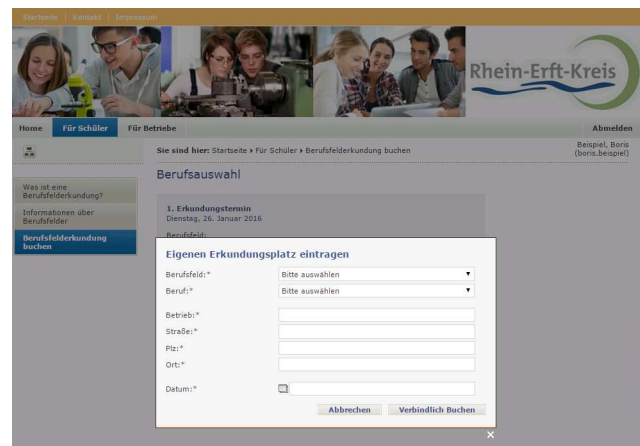 Startseite | Kontakt | Impressum
Rhein-Erft-Kreis
Home Für Schüler Für Betriebe Abmelden
Sie sind hier: Startseite Für Schüler Berufsfelderkundung buchen
Beispiel, Boris
(boris.beispiel)
Berufsauswahl
Was ist eine
Berufsfelderkundung?
Informationen über
Berufsfelder
Berufsfelderkundung
buchen
1. Erkundungstermin
Dienstag, 26. Januar 2016
Berufsfeld:
Eigenen Erkundungsplatz eintragen
Berufsfeld:* Bitte auswählen
Beruf:* Bitte auswählen
Betrieb:*
Straße:*
Plz:*
Ort:*
Datum:*
Abbrechen Verbindlich Buchen